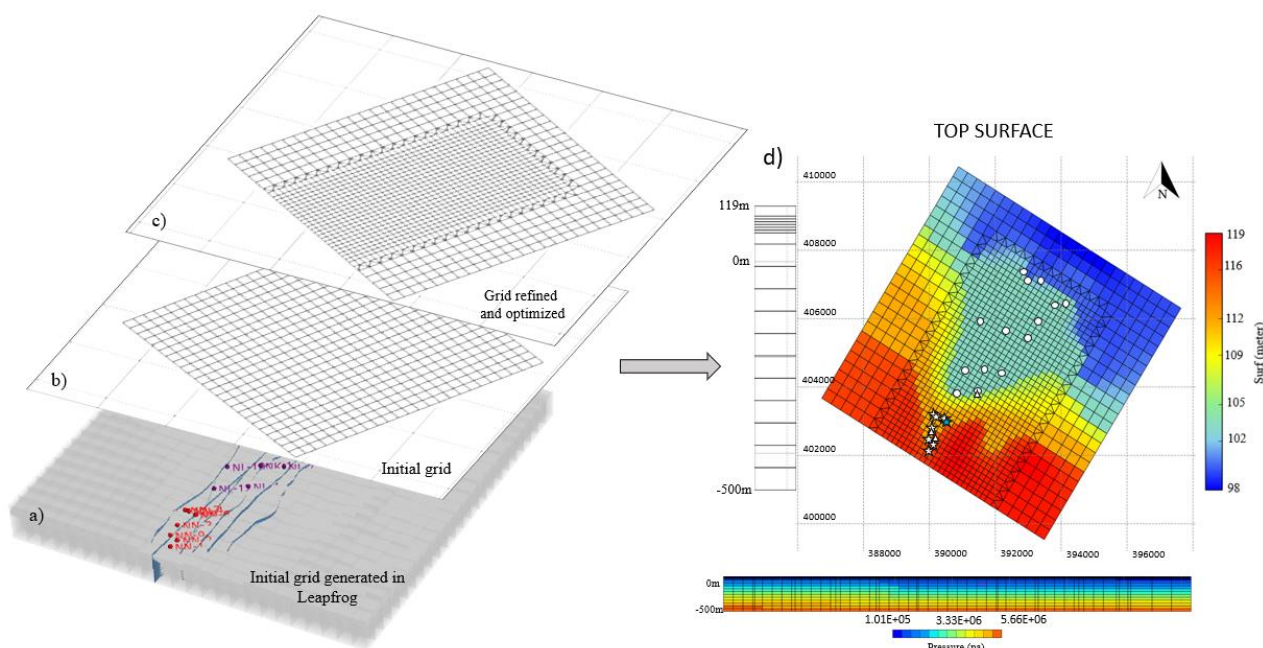 c)
Grid refined
and optimized
b)
Initial grid
a)
Initial grid generated in
Leapfrog
TOP SURFACE
d)
N
119m
0m
-500m
410000
408000
406000
404000
402000
400000
388000
390000
392000
394000
396000
119
116
112
109
105
102
98
Surf (meter)
0m
-500m
1.01E+05
3.33E+06
5.66E+06